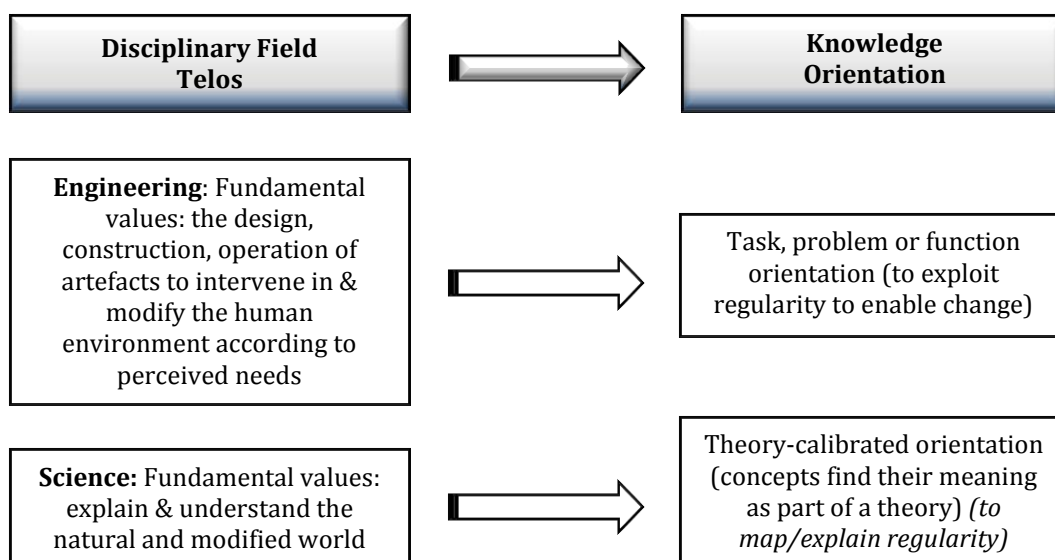 Disciplinary Field
Telos
Knowledge
Orientation
Engineering: Fundamental
values: the design,
construction, operation of
artefacts to intervene in &
modify the human
environment according to
perceived needs
Task, problem or function
orientation (to exploit
regularity to enable change)
Science: Fundamental values:
explain & understand the
natural and modified world
Theory-calibrated orientation
(concepts find their meaning
as part of a theory) (to
map/explain regularity)